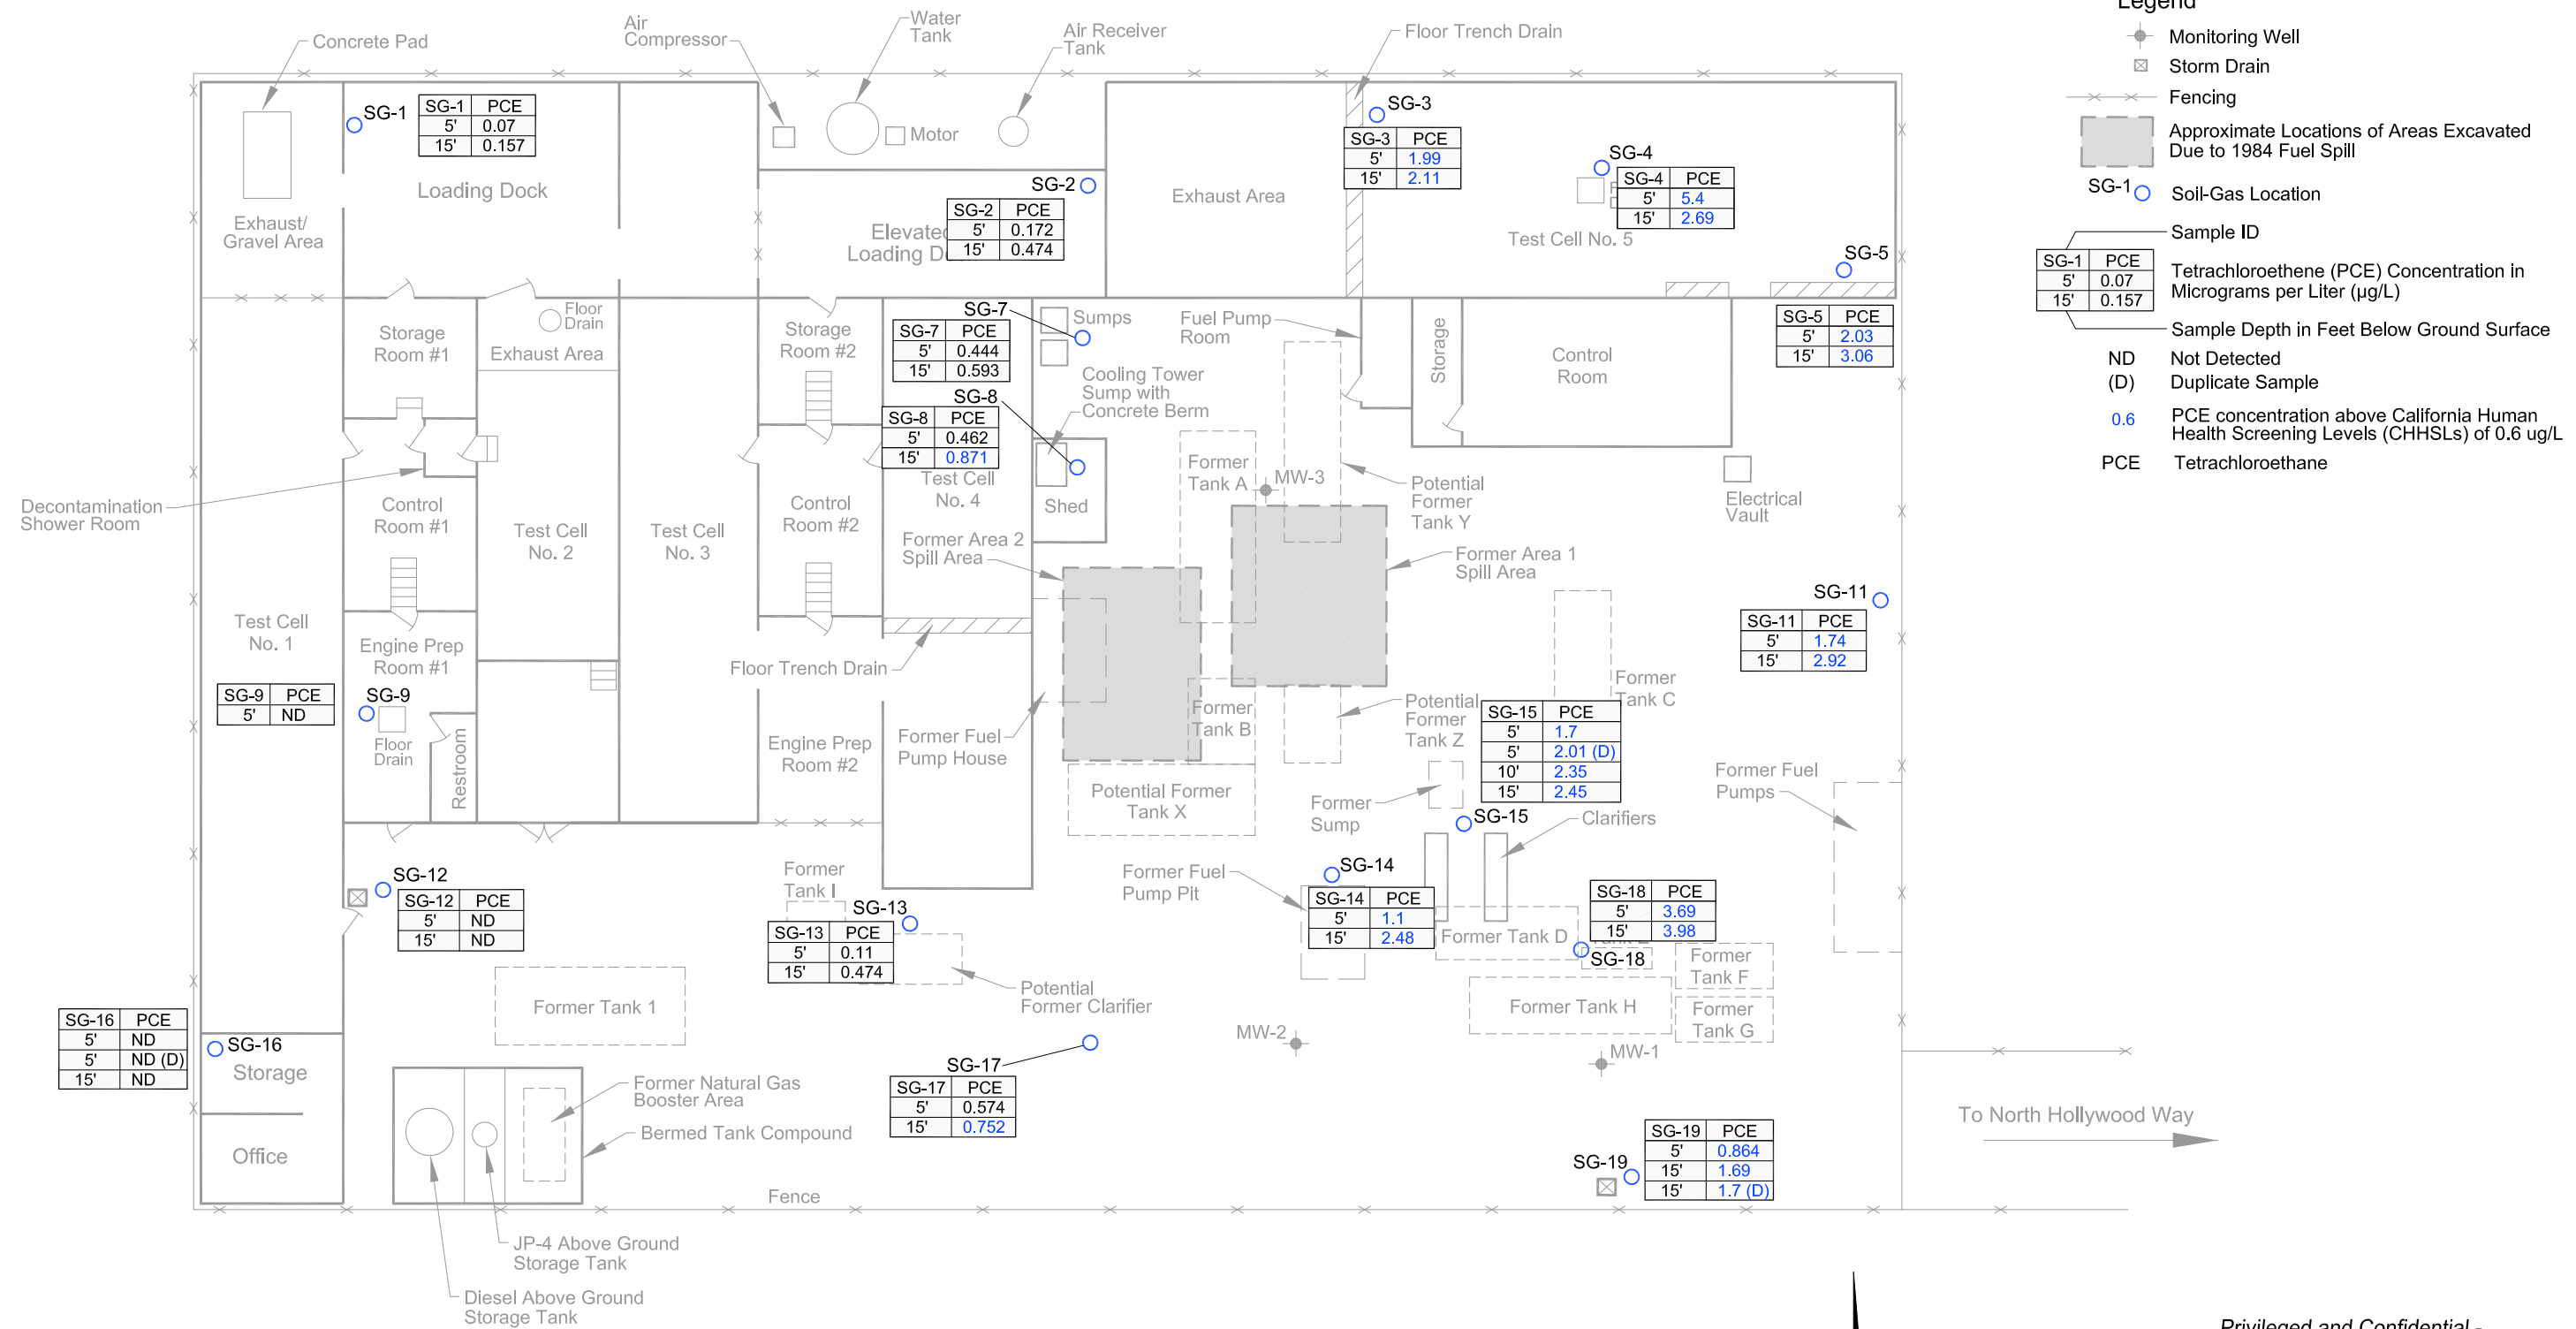 Legend
Monitoring Well
Storm Drain
Fencing
Approximate Locations of Areas Excavated
Due to 1984 Fuel Spill
SG-1
Soil-Gas Location
Sample ID
SG-1 PCE
5' 0.07
15' 0.157
Tetrachloroethene (PCE) Concentration in
Micrograms per Liter (µg/L)
Sample Depth in Feet Below Ground Surface
ND Not Detected
(D) Duplicate Sample
0.6 PCE concentration above California Human
Health Screening Levels (CHHSLs) of 0.6 ug/L
PCE Tetrachloroethane
Concrete Pad
Air
Compressor
Water
Tank
Air Receiver
Tank
Floor Trench Drain
SG-1
SG-1 PCE
5' 0.07
15' 0.157
Motor
Loading Dock
Exhaust/
Gravel Area
SG-2
SG-2 PCE
5' 0.172
15' 0.474
Elevated
Loading D
Exhaust Area
SG-3
SG-3 PCE
5' 1.99
15' 2.11
SG-4
SG-4 PCE
5' 5.4
15' 2.69
Test Cell No. 5
SG-5
SG-5 PCE
5' 2.03
15' 3.06
Storage
Room #1
Floor
Drain
Exhaust Area
Storage
Room #2
SG-7
SG-7 PCE
5' 0.444
15' 0.593
Sumps
Fuel Pump
Room
Storage
Control
Room
Cooling Tower
Sump with
Concrete Berm
SG-8
SG-8 PCE
5' 0.462
15' 0.871
Test Cell
No. 4
Shed
Former
Tank A
MW-3
Potential
Former
Tank Y
Electrical
Vault
Decontamination
Shower Room
Control
Room #1
Test Cell
No. 2
Test Cell
No. 3
Control
Room #2
Former Area 2
Spill Area
Former Area 1
Spill Area
SG-11
SG-11 PCE
5' 1.74
15' 2.92
Test Cell
No. 1
Engine Prep
Room #1
Floor Trench Drain
SG-9 PCE
5' ND
SG-9
Floor
Drain
Restroom
Engine Prep
Room #2
Former Fuel
Pump House
Former
Tank B
Potential
Former
Tank Z
Former
Tank C
SG-15 PCE
5' 1.7
5' 2.01 (D)
10' 2.35
15' 2.45
Potential Former
Tank X
Former
Sump
SG-15
Clarifiers
Former Fuel
Pumps
SG-12
SG-12 PCE
5' ND
15' ND
Former
Tank I
SG-13
SG-13 PCE
5' 0.11
15' 0.474
Former Fuel
Pump Pit
SG-14
SG-14 PCE
5' 1.1
15' 2.48
SG-18 PCE
5' 3.69
15' 3.98
Former Tank D
SG-18
Former
Tank F
Former Tank 1
Potential
Former Clarifier
Former Tank H
Former
Tank G
SG-16 PCE
5' ND
5' ND (D)
15' ND
SG-16
Storage
MW-2
MW-1
SG-17
SG-17 PCE
5' 0.574
15' 0.752
Former Natural Gas
Booster Area
Bermed Tank Compound
To North Hollywood Way
Office
SG-19
SG-19 PCE
5' 0.864
15' 1.69
15' 1.7 (D)
Fence
JP-4 Above Ground
Storage Tank
Diesel Above Ground
Storage Tank
Privileged and Confidential -